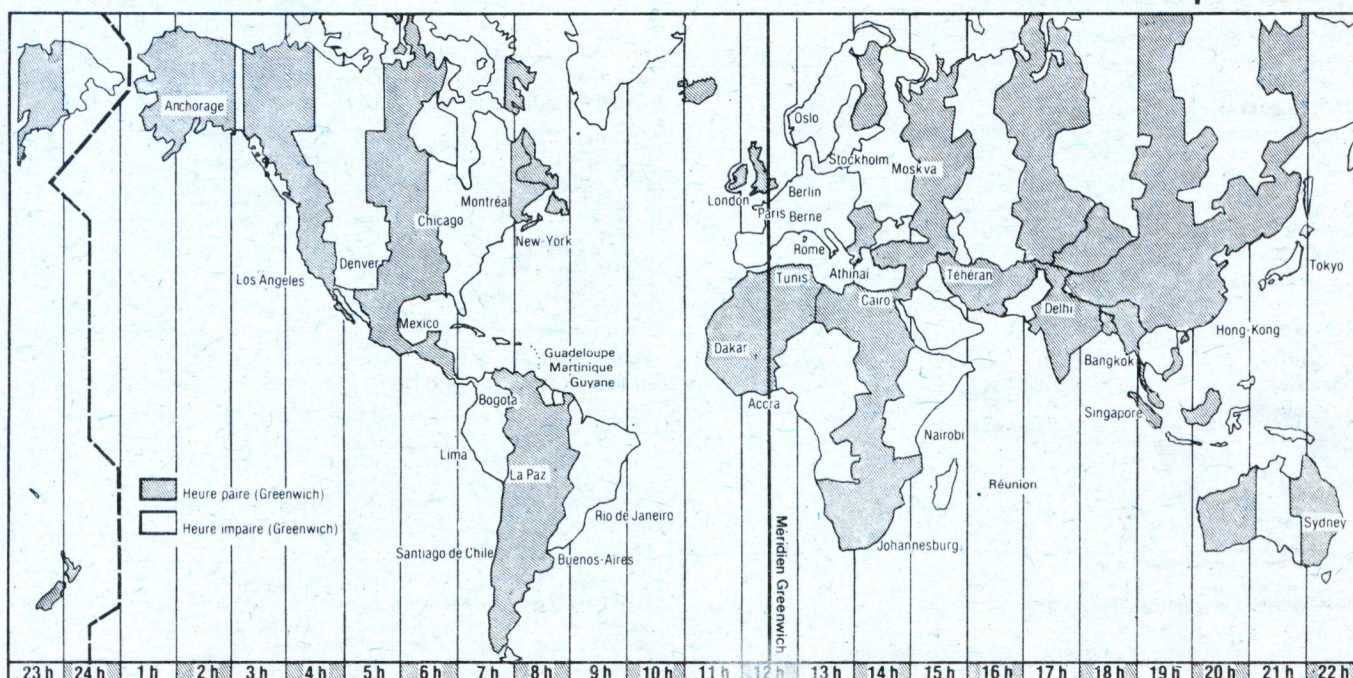 Anchorage
Oslo
Stockholm
Moskva
London
Berlin
Paris
Berne
Montréal
Chicago
New-York
Rome
Denver
Los Angeles
Athinai
Tunis
Téhéran
Tokyo
Cairo
Delhi
Mexico
Hong-Kong
Dakar
Guadeloupe
Martinique
Guyane
Bangkok
Bogota
Accra
Singapore
Nairobi
Lima
La Paz
Réunion
Heure paire (Greenwich)
Heure impaire (Greenwich)
Rio de Janeiro
Sydney
Santiago de Chile
Buenos-Aires
Johannesburg
Méridien Greenwich
23 h 24 h 1 h 2 h 3 h 4 h 5 h 6 h 7 h 8 h 9 h 10 h 11 h 12 h 13 h 14 h 15 h 16 h 17 h 18 h 19 h 20 h 21 h 22 h